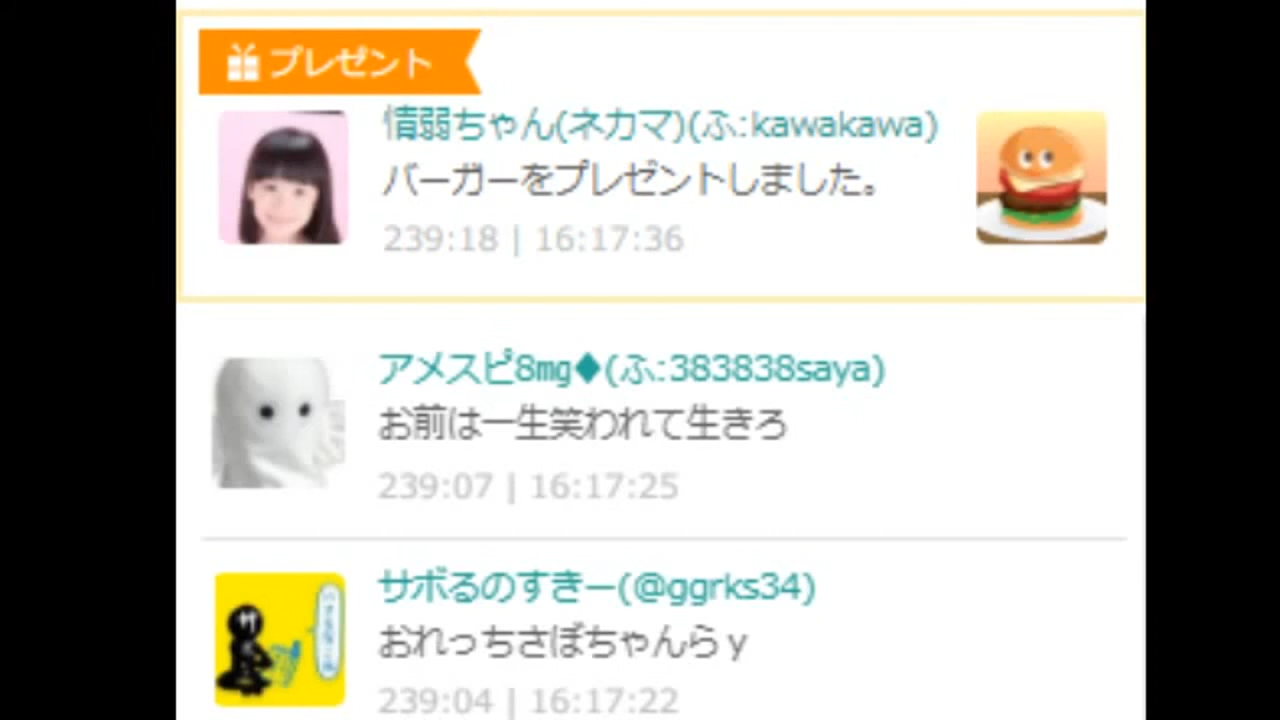 プレゼント
情弱ちゃん(ネカマ)(ふ:kawakawa)
バーガーをプレゼントしました。
239:18 | 16:17:36
アメスピ8mg♦(ふ:383838saya)
お前は一生笑われて生きろ
239:07 | 16:17:25
サボるのすきー(@ggrks34)
おれっちさぼちゃんらｙ
239:04 | 16:17:22